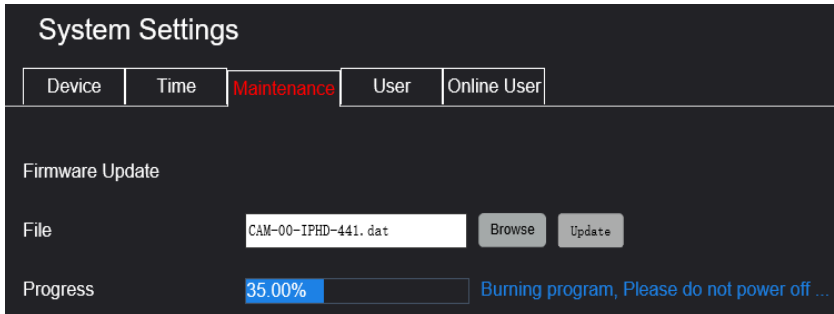 System Settings
Device Time Maintenance User Online User
Firmware Update
File CAM-00-IPHD-441.dat Browse Update
Progress 35.00% Burning program, Please do not power off ...